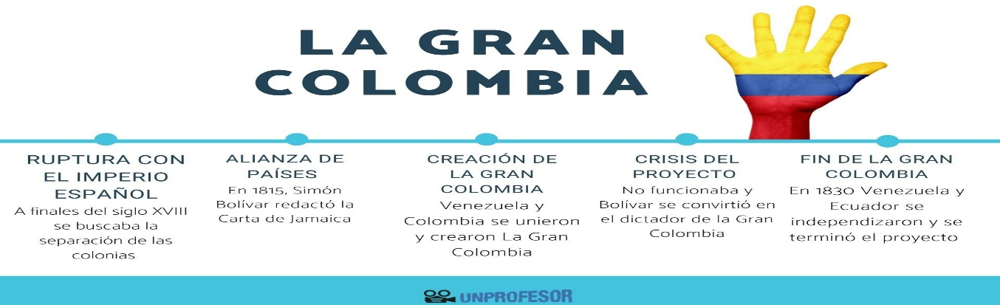 LA GRAN
COLOMBIA
RUPTURA CON
EL IMPERIO
ESPAÑOL
A finales del siglo XVIII
se buscaba la
separación de las
colonias
ALIANZA DE
PAÍSES
En 1815, Simón
Bolívar redactó la
Carta de Jamaica
CREACIÓN DE
LA GRAN
COLOMBIA
Venezuela y
Colombia se unieron
y crearon La Gran
Colombia
CRISIS DEL
PROYECTO
No funcionaba y
Bolívar se convirtió en
el dictador de la Gran
Colombia
FIN DE LA GRAN
COLOMBIA
En 1830 Venezuela y
Ecuador se
independizaron y se
terminó el proyecto
UNPROFESOR